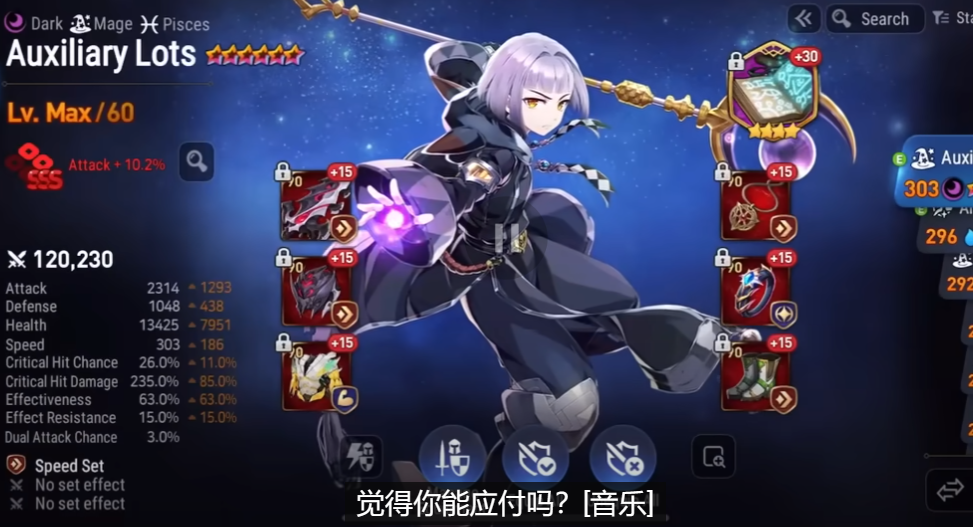 Dark Mage Pisces
Auxiliary Lots
Lv. Max/60
Attack + 10.2%
120,230
Attack 2314 1293
Defense 1048 438
Health 13425 7951
Speed 303 186
Critical Hit Chance 26.0% 11.0%
Critical Hit Damage 235.0% 85.0%
Effectiveness 63.0% 63.0%
Effect Resistance 15.0% 15.0%
Dual Attack Chance 3.0%
Speed Set
No set effect
No set effect
+15
+15
+15
+30
+15
+15
+15
Search
Sta
E Auxi
303
E
296
292
觉得你能应付吗？[音乐]